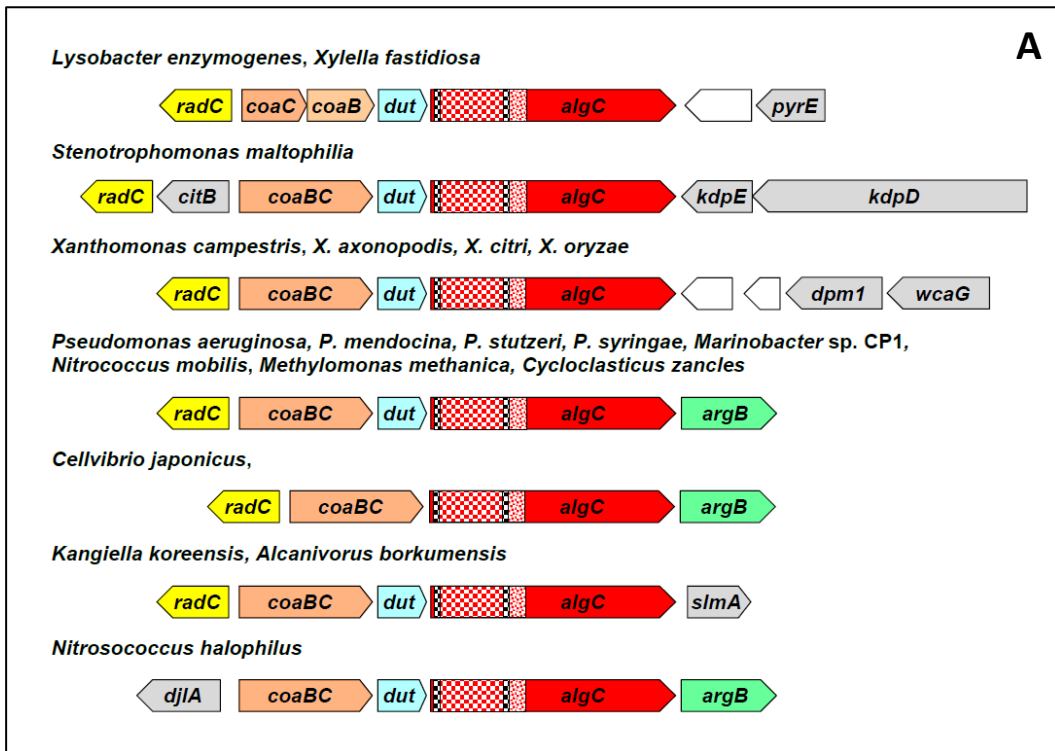 A
Lysobacter enzymogenes, Xylella fastidiosa
radC coaC coaB dut algC pyrE
Stenotrophomonas maltophilia
radC citB coaBC dut algC kdpE kdpD
Xanthomonas campestris, X. axonopodis, X. citri, X. oryzae
radC coaBC dut algC dpm1 wcaG
Pseudomonas aeruginosa, P. mendocina, P. stutzeri, P. syringae, Marinobacter sp. CP1,
Nitrococcus mobilis, Methylomonas methanica, Cycloclasticus zancles
radC coaBC dut algC argB
Cellvibrio japonicus,
radC coaBC algC argB
Kangiella koreensis, Alcanivorus borkumensis
radC coaBC dut algC slmA
Nitrosococcus halophilus
djlA coaBC dut algC argB